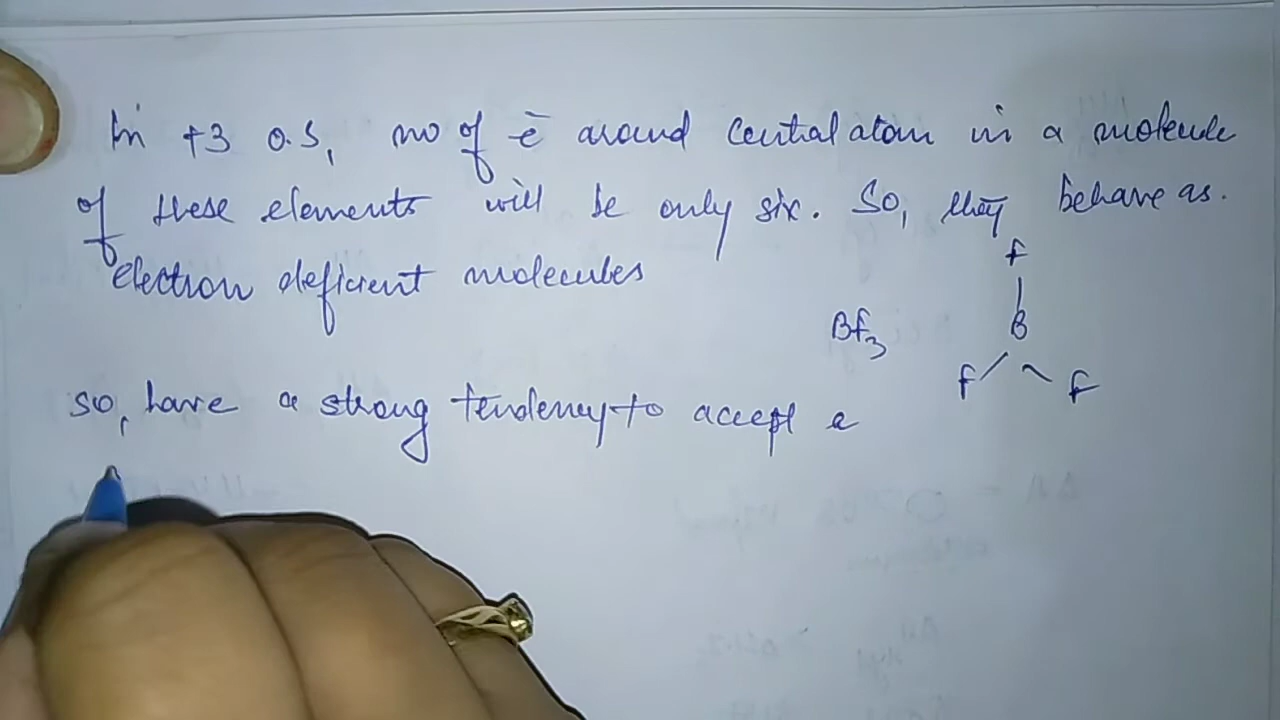 In +3 O.S, no of ē around Central atom in a molecule
of these elements will be only six. So, they behave as.
electron deficient molecules
F
BF3 B
F F
so, have a strong tendency to accept e